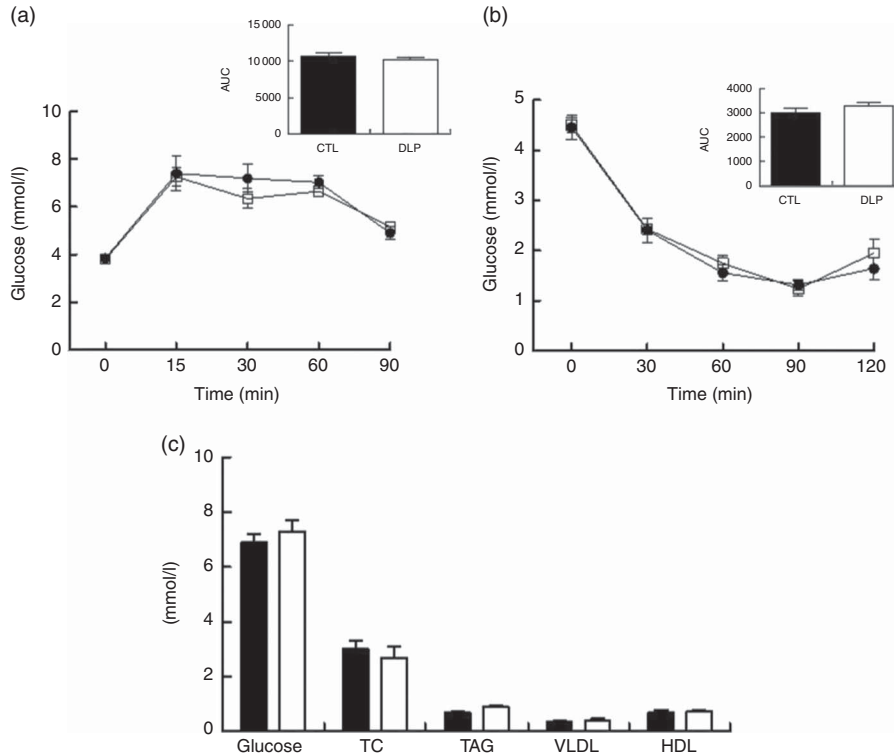 (a)
15 000
10 000
5000
0
AUC
CTL DLP
10
8
6
4
2
0
Glucose (mmol/l)
0 15 30 60 90
Time (min)
(b)
4000
3000
2000
1000
0
AUC
CTL DLP
5
4
3
2
1
0
Glucose (mmol/l)
0 30 60 90 120
Time (min)
(c)
10
8
6
4
2
0
(mmol/l)
Glucose TC TAG VLDL HDL